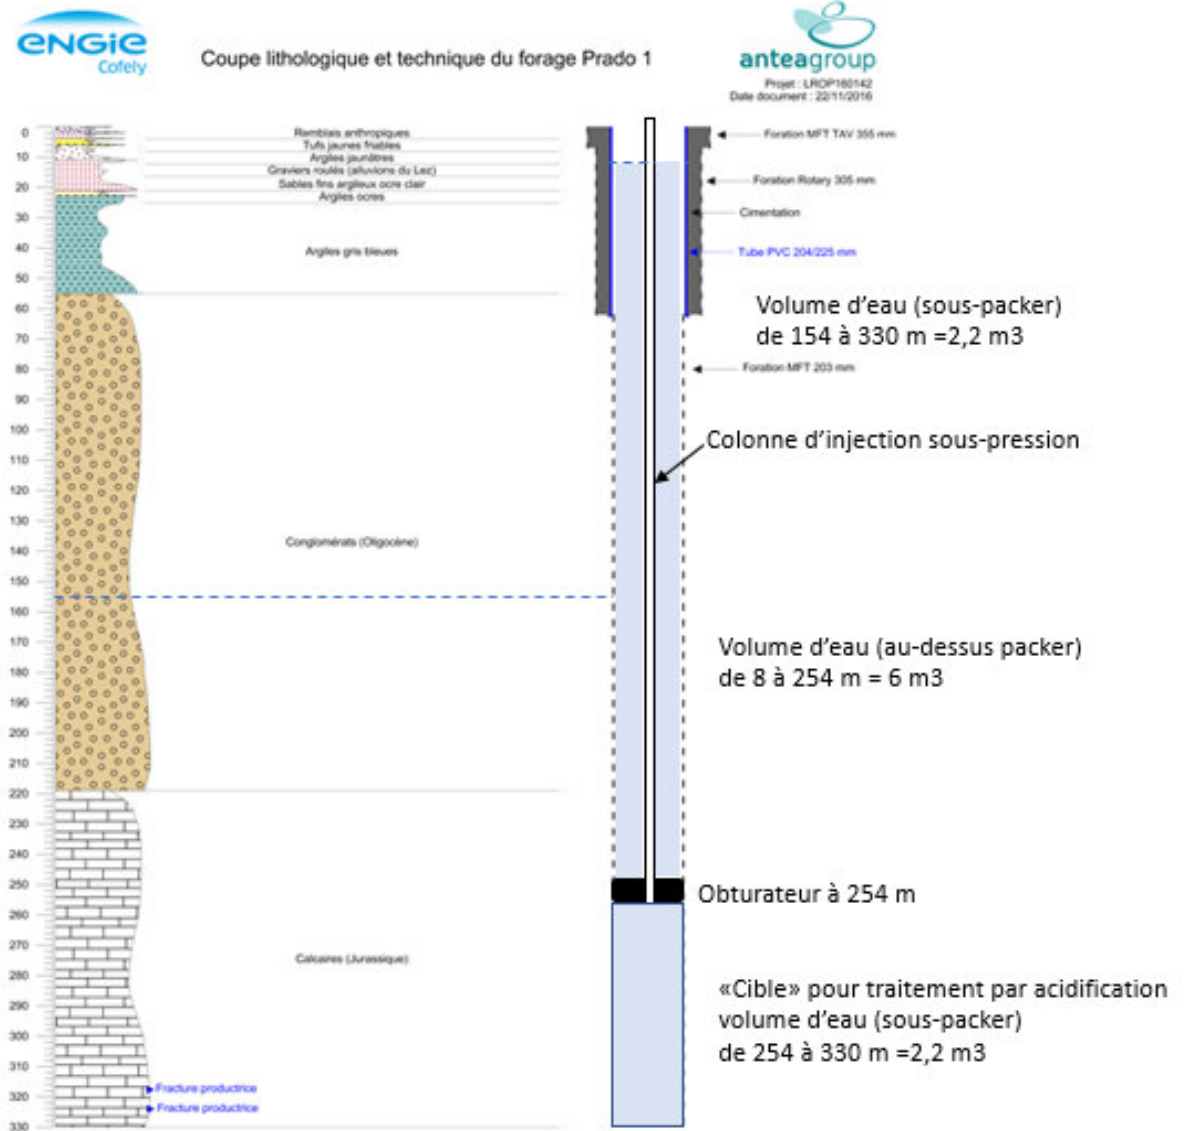 ENGIE
Cofely
Coupe lithologique et technique du forage Prado 1
anteagroup
Projet : LROP160142
Date document : 22/11/2016
0
10
20
30
40
50
60
70
80
90
100
110
120
130
140
150
160
170
180
190
200
210
220
230
240
250
260
270
280
290
300
310
320
330
Remblais anthropiques
Tufs jaunes friables
Argiles jaunâtres
Graviers roulés (alluvions du Lez)
Sables fins argileux ocre clair
Argiles ocres
Argiles gris bleues
Conglomérats (Oligocène)
Calcaires (Jurassique)
Fracture productrice
Fracture productrice
Foration MFT TAV 355 mm
Foration Rotary 305 mm
Cimentation
Tube PVC 204/225 mm
Volume d'eau (sous-packer)
de 154 à 330 m =2,2 m3
Foration MFT 203 mm
Colonne d'injection sous-pression
Volume d'eau (au-dessus packer)
de 8 à 254 m = 6 m3
Obturateur à 254 m
«Cible» pour traitement par acidification
volume d'eau (sous-packer)
de 254 à 330 m =2,2 m3